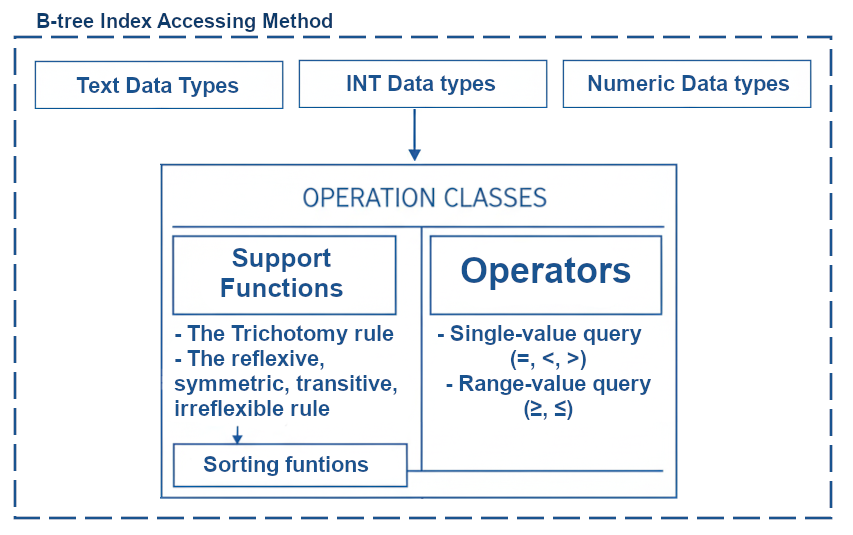 B-tree Index Accessing Method
Text Data Types
INT Data types
Numeric Data types
OPERATION CLASSES
Support
Functions
- The Trichotomy rule
- The reflexive,
symmetric, transitive,
irreflexible rule
Sorting funtions
Operators
- Single-value query
(=, <, >)
- Range-value query
(≥, ≤)